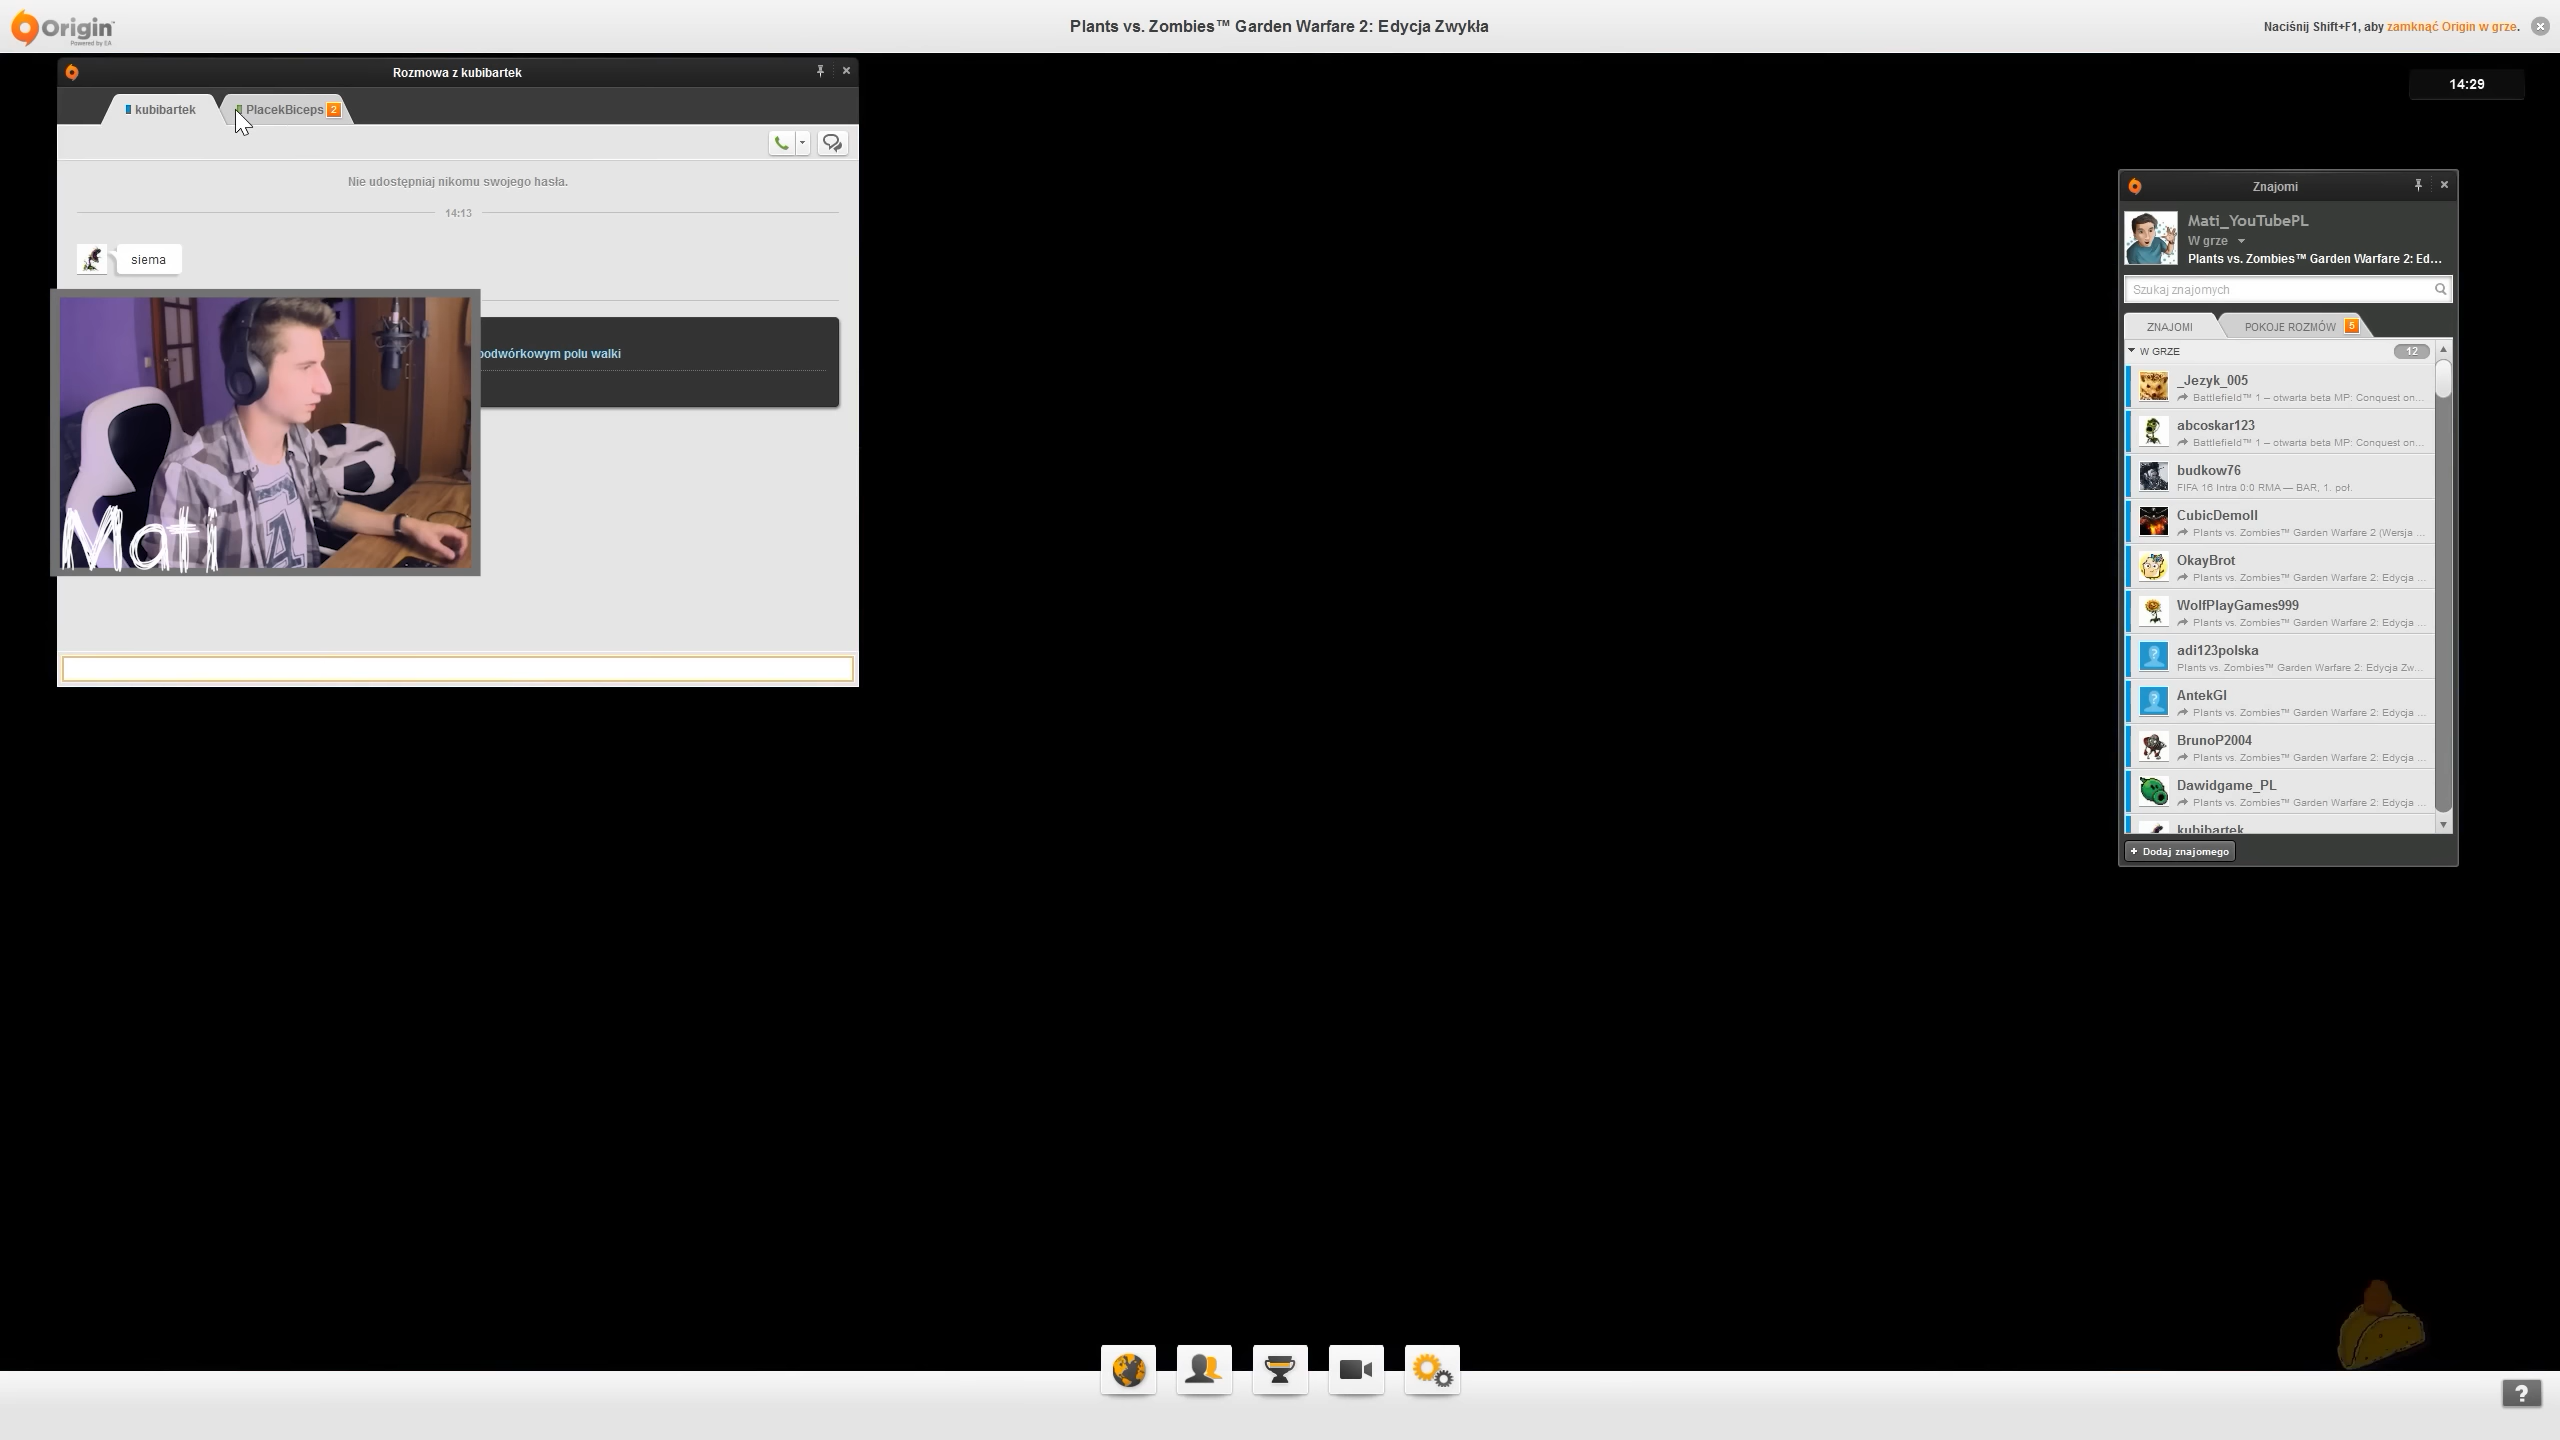 Origin
Powered by EA
Plants vs. Zombies™ Garden Warfare 2: Edycja Zwykła
Naciśnij Shift+F1, aby zamknąć Origin w grze.
14:29
Rozmowa z kubibartek
kubibartek
PlacekBiceps 2
Nie udostępniaj nikomu swojego hasła.
14:13
siema
podwórkowym polu walki
Mati
Znajomi
Mati_YouTubePL
W grze
Plants vs. Zombies™ Garden Warfare 2: Ed...
Szukaj znajomych
ZNAJOMI
POKOJE ROZMÓW 5
W GRZE 12
_Jezyk_005
Battlefield™ 1 – otwarta beta MP: Conquest on...
abcoskar123
Battlefield™ 1 – otwarta beta MP: Conquest on...
budkow76
FIFA 16 Intra 0:0 RMA — BAR, 1. poł.
CubicDemoII
Plants vs. Zombies™ Garden Warfare 2 (Wersja ...
OkayBrot
Plants vs. Zombies™ Garden Warfare 2: Edycja ...
WolfPlayGames999
Plants vs. Zombies™ Garden Warfare 2: Edycja ...
adi123polska
Plants vs. Zombies™ Garden Warfare 2: Edycja Zw...
AntekGI
Plants vs. Zombies™ Garden Warfare 2: Edycja ...
BrunoP2004
Plants vs. Zombies™ Garden Warfare 2: Edycja ...
Dawidgame_PL
Plants vs. Zombies™ Garden Warfare 2: Edycja ...
kubibartek
+ Dodaj znajomego
?